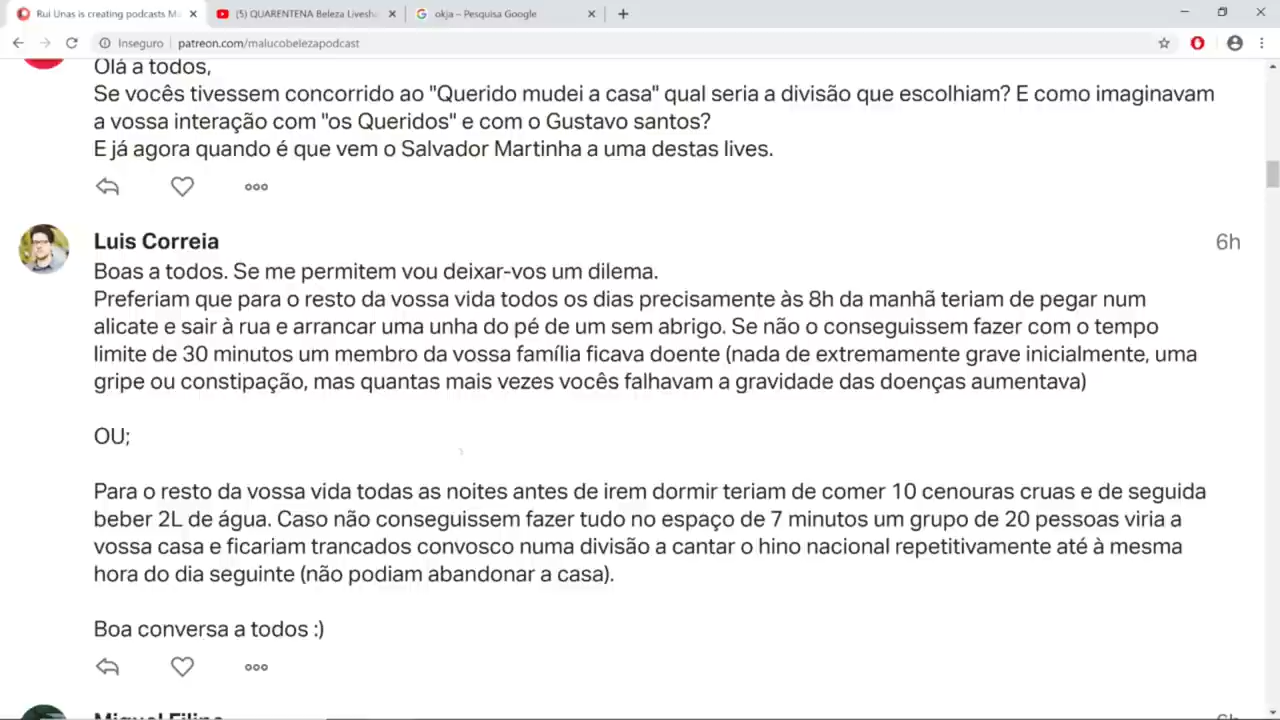 Rui Unas is creating podcasts Ma
(5) QUARENTENA Beleza Livesho
okja – Pesquisa Google
Inseguro
patreon.com/malucobelezapodcast
Olá a todos,
Se vocês tivessem concorrido ao "Querido mudei a casa" qual seria a divisão que escolhiam? E como imaginavam
a vossa interação com "os Queridos" e com o Gustavo santos?
E já agora quando é que vem o Salvador Martinha a uma destas lives.
Luis Correia
6h
Boas a todos. Se me permitem vou deixar-vos um dilema.
Preferiam que para o resto da vossa vida todos os dias precisamente às 8h da manhã teriam de pegar num
alicate e sair à rua e arrancar uma unha do pé de um sem abrigo. Se não o conseguissem fazer com o tempo
limite de 30 minutos um membro da vossa família ficava doente (nada de extremamente grave inicialmente, uma
gripe ou constipação, mas quantas mais vezes vocês falhavam a gravidade das doenças aumentava)
OU;
Para o resto da vossa vida todas as noites antes de irem dormir teriam de comer 10 cenouras cruas e de seguida
beber 2L de água. Caso não conseguissem fazer tudo no espaço de 7 minutos um grupo de 20 pessoas viria a
vossa casa e ficariam trancados convosco numa divisão a cantar o hino nacional repetitivamente até à mesma
hora do dia seguinte (não podiam abandonar a casa).
Boa conversa a todos :)
Miguel Filipe
6h